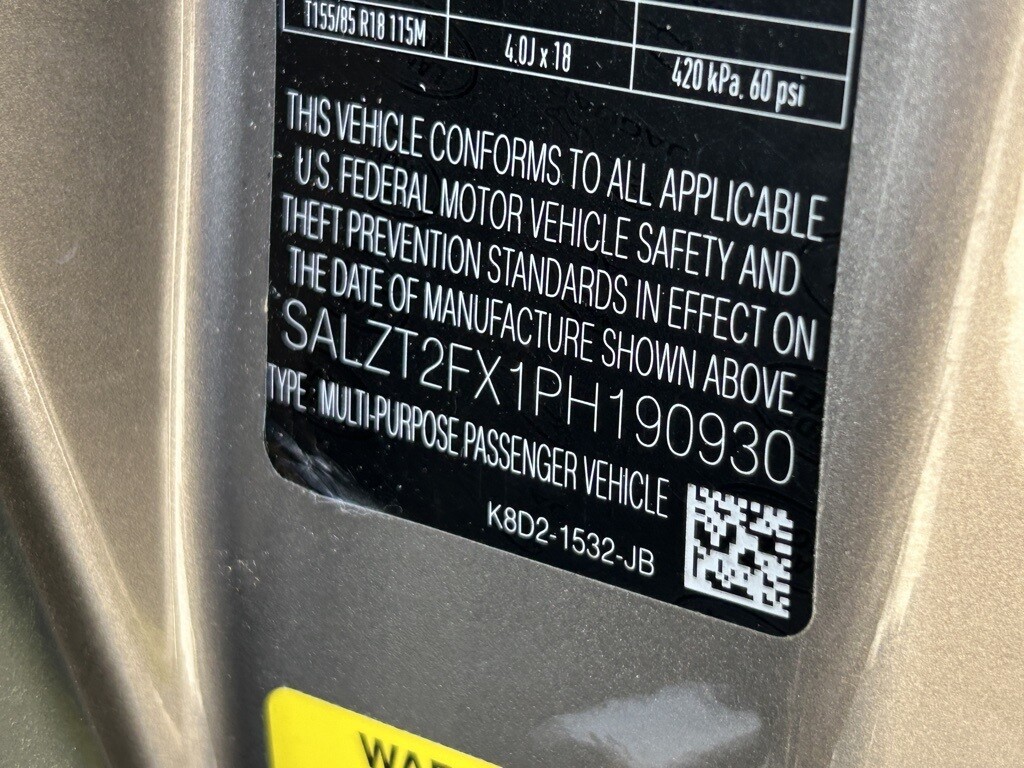 T155/85 R18 115M
4.0J x 18
420 kPa, 60 psi
THIS VEHICLE CONFORMS TO ALL APPLICABLE
U.S. FEDERAL MOTOR VEHICLE SAFETY AND
THEFT PREVENTION STANDARDS IN EFFECT ON
THE DATE OF MANUFACTURE SHOWN ABOVE
SALZT2FX1PH190930
TYPE : MULTI-PURPOSE PASSENGER VEHICLE
K8D2-1532-JB